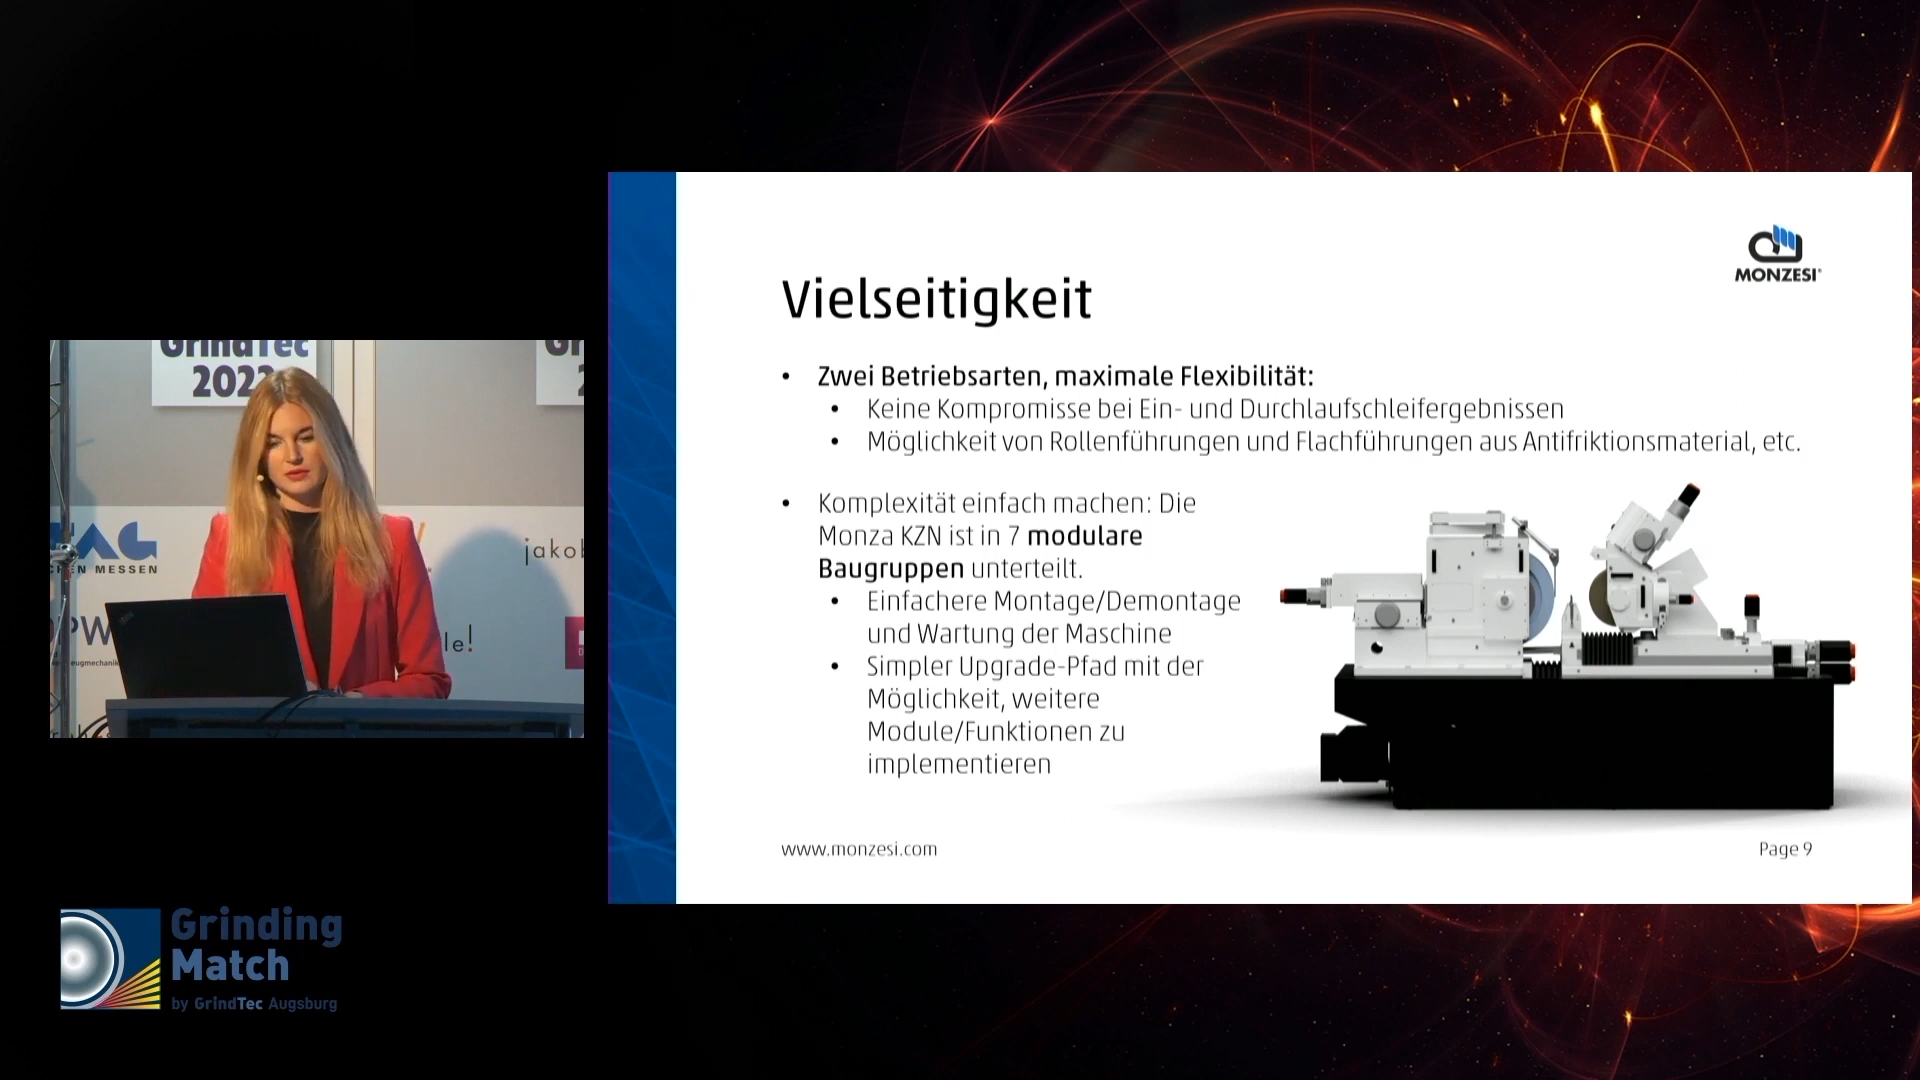 MONZESI
Vielseitigkeit
• Zwei Betriebsarten, maximale Flexibilität:
• Keine Kompromisse bei Ein- und Durchlaufschleifergebnissen
• Möglichkeit von Rollenführungen und Flachführungen aus Antifriktionsmaterial, etc.
• Komplexität einfach machen: Die
Monza KZN ist in 7 modulare
Baugruppen unterteilt.
• Einfachere Montage/Demontage
und Wartung der Maschine
• Simpler Upgrade-Pfad mit der
Möglichkeit, weitere
Module/Funktionen zu
implementieren
www.monzesi.com
Page 9
GrindTec
202
jako
le!
Grinding
Match
by GrindTec Augsburg